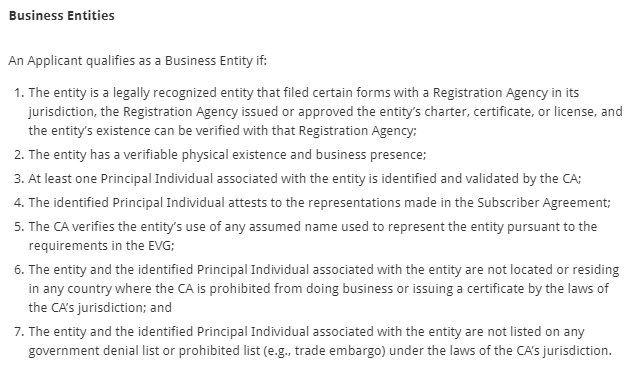 Business Entities
An Applicant qualifies as a Business Entity if:
1. The entity is a legally recognized entity that filed certain forms with a Registration Agency in its
jurisdiction, the Registration Agency issued or approved the entity's charter, certificate, or license, and
the entity's existence can be verified with that Registration Agency;
2. The entity has a verifiable physical existence and business presence;
3. At least one Principal Individual associated with the entity is identified and validated by the CA;
4. The identified Principal Individual attests to the representations made in the Subscriber Agreement;
5. The CA verifies the entity's use of any assumed name used to represent the entity pursuant to the
requirements in the EVG;
6. The entity and the identified Principal Individual associated with the entity are not located or residing
in any country where the CA is prohibited from doing business or issuing a certificate by the laws of
the CA's jurisdiction; and
7. The entity and the identified Principal Individual associated with the entity are not listed on any
government denial list or prohibited list (e.g., trade embargo) under the laws of the CA's jurisdiction.